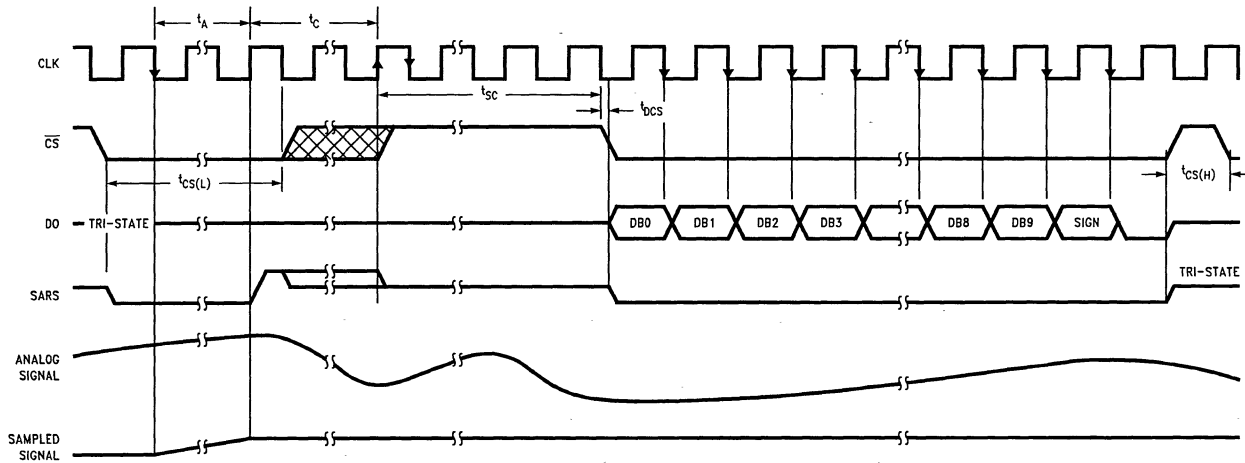 tA
tC
CLK
tSC
tDCS
CS
tCS(L)
tCS(H)
DO
TRI-STATE
DB0
DB1
DB2
DB3
DB8
DB9
SIGN
TRI-STATE
SARS
ANALOG
SIGNAL
SAMPLED
SIGNAL